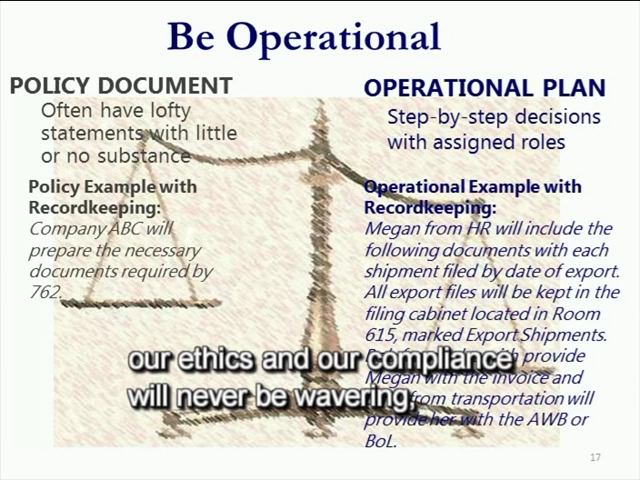 Be Operational
POLICY DOCUMENT
Often have lofty
statements with little
or no substance
Policy Example with
Recordkeeping:
Company ABC will
prepare the necessary
documents required by
762.
OPERATIONAL PLAN
Step-by-step decisions
with assigned roles
Operational Example with
Recordkeeping:
Megan from HR will include the
following documents with each
shipment filed by date of export.
All export files will be kept in the
filing cabinet located in Room
615, marked Export Shipments.
provide
Megan with the invoice and
from transportation will
provide her with the AWB or
BoL.
our ethics and our compliance
will never be wavering,
17